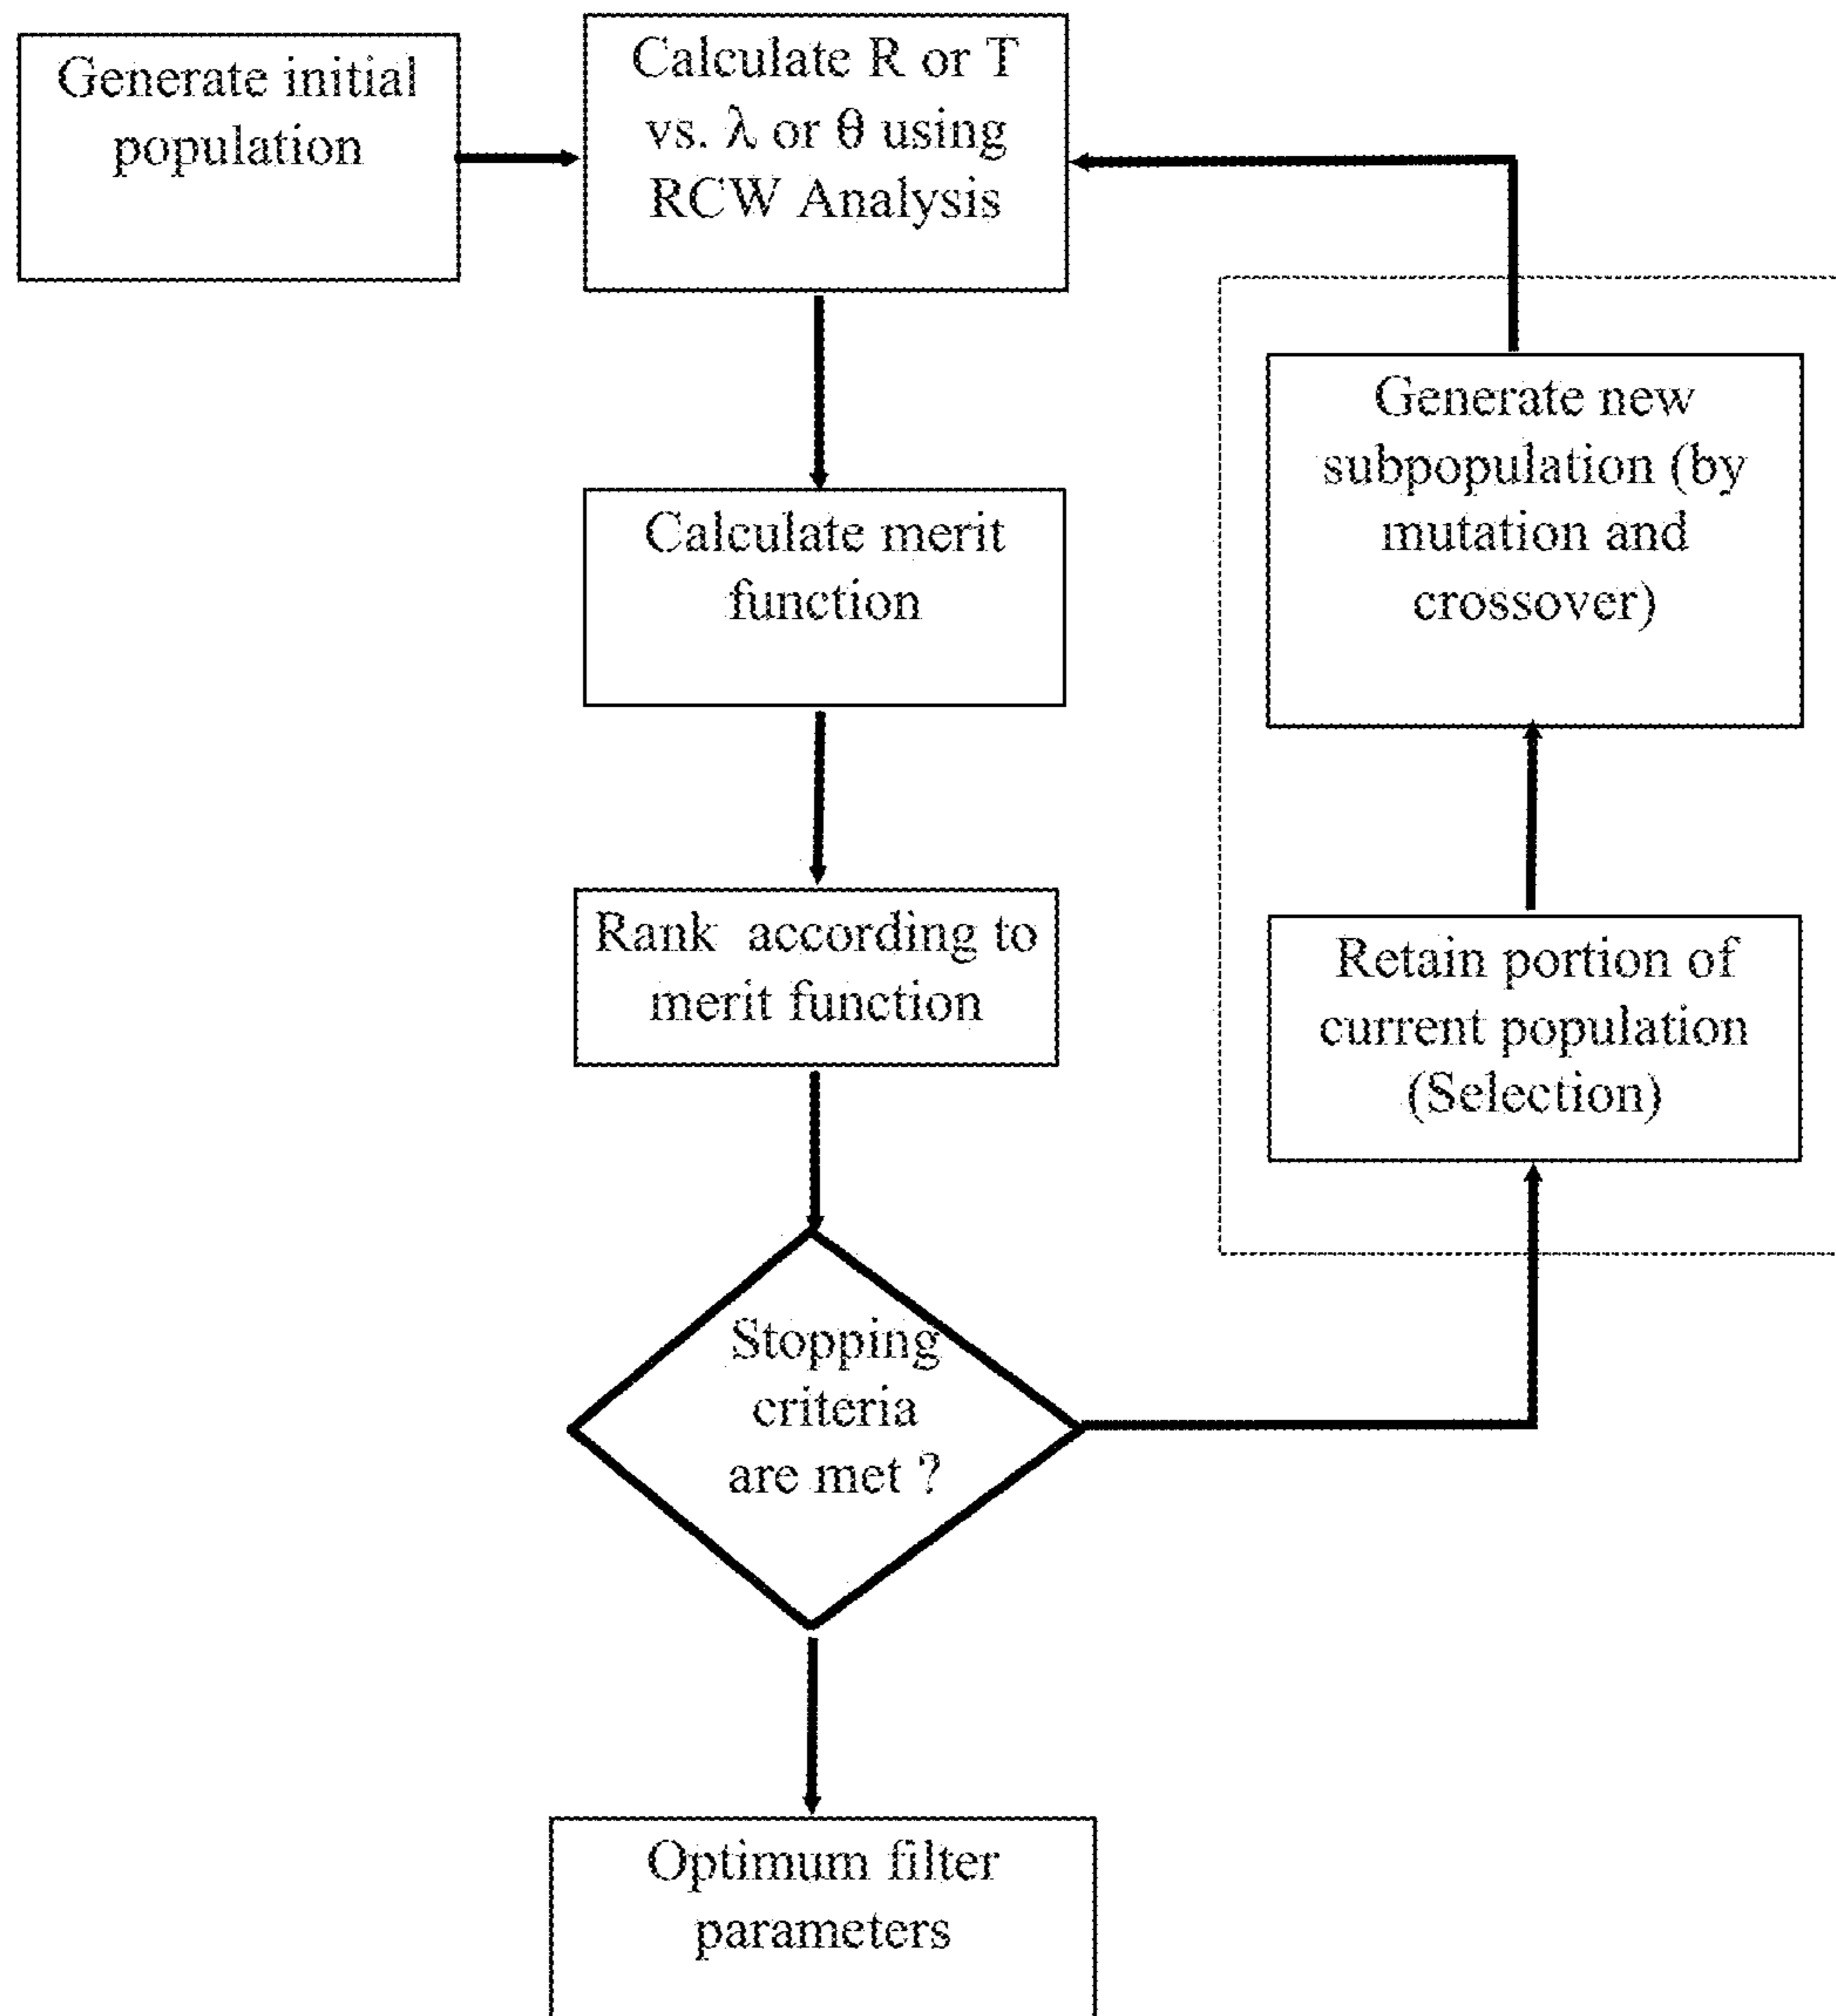 Generate initial
population
Calculate R or T
vs. λ or θ using
RCW Analysis
Calculate merit
function
Rank according to
merit function
Stopping
criteria
are met ?
Optimum filter
parameters
Generate new
subpopulation (by
mutation and
crossover)
Retain portion of
current population
(Selection)